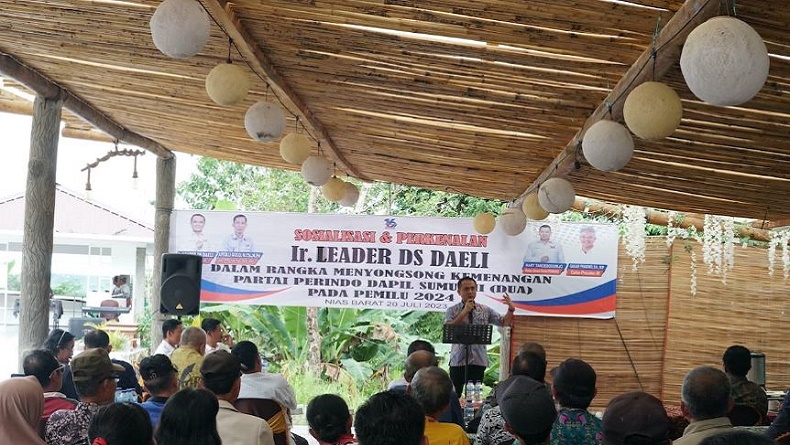 SOSIALISASI & PERKENALAN
Ir. LEADER DS DAELI
DALAM RANGKA MENYONGSONG KEMENANGAN
PARTAI PERINDO DAPIL SUMUT II (DUA)
PADA PEMILU 2024
NIAS BARAT 20 JULI 2023